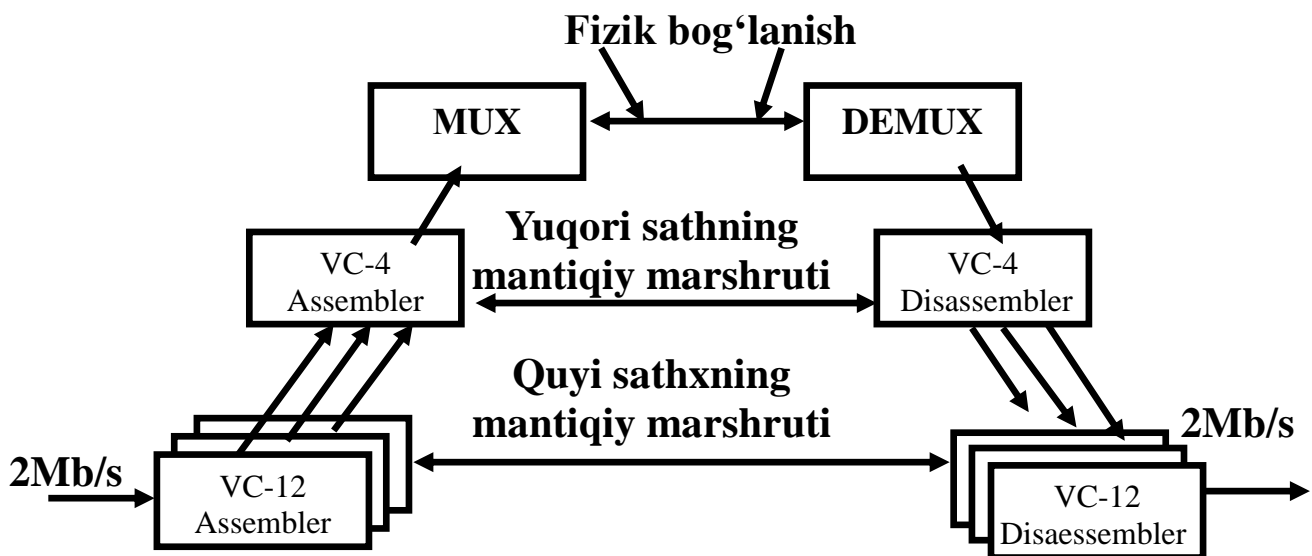 Fizik bog‘lanish
MUX
DEMUX
Yuqori sathning
mantiqiy marshruti
VC-4
Assembler
VC-4
Disassembler
Quyi sathxning
mantiqiy marshruti
2Mb/s
2Mb/s
VC-12
Assembler
VC-12
Disaessembler